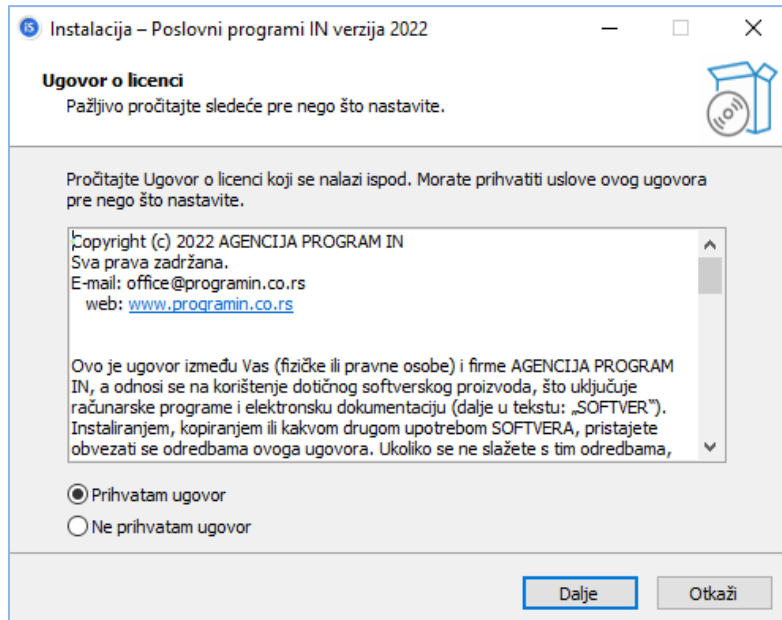 Instalacija – Poslovni programi IN verzija 2022
Ugovor o licenci
Pažljivo pročitajte sledeće pre nego što nastavite.
Pročitajte Ugovor o licenci koji se nalazi ispod. Morate prihvatiti uslove ovog ugovora
pre nego što nastavite.
Copyright (c) 2022 AGENCIJA PROGRAM IN
Sva prava zadržana.
E-mail: office@programin.co.rs
web: www.programin.co.rs
Ovo je ugovor između Vas (fizičke ili pravne osobe) i firme AGENCIJA PROGRAM
IN, a odnosi se na korištenje dotičnog softverskog proizvoda, što uključuje
računarske programe i elektronsku dokumentaciju (dalje u tekstu: „SOFTVER“).
Instaliranjem, kopiranjem ili kakvom drugom upotrebom SOFTVERA, pristajete
obvezati se odredbama ovoga ugovora. Ukoliko se ne slažete s tim odredbama,
Prihvatam ugovor
Ne prihvatam ugovor
Dalje
Otkaži